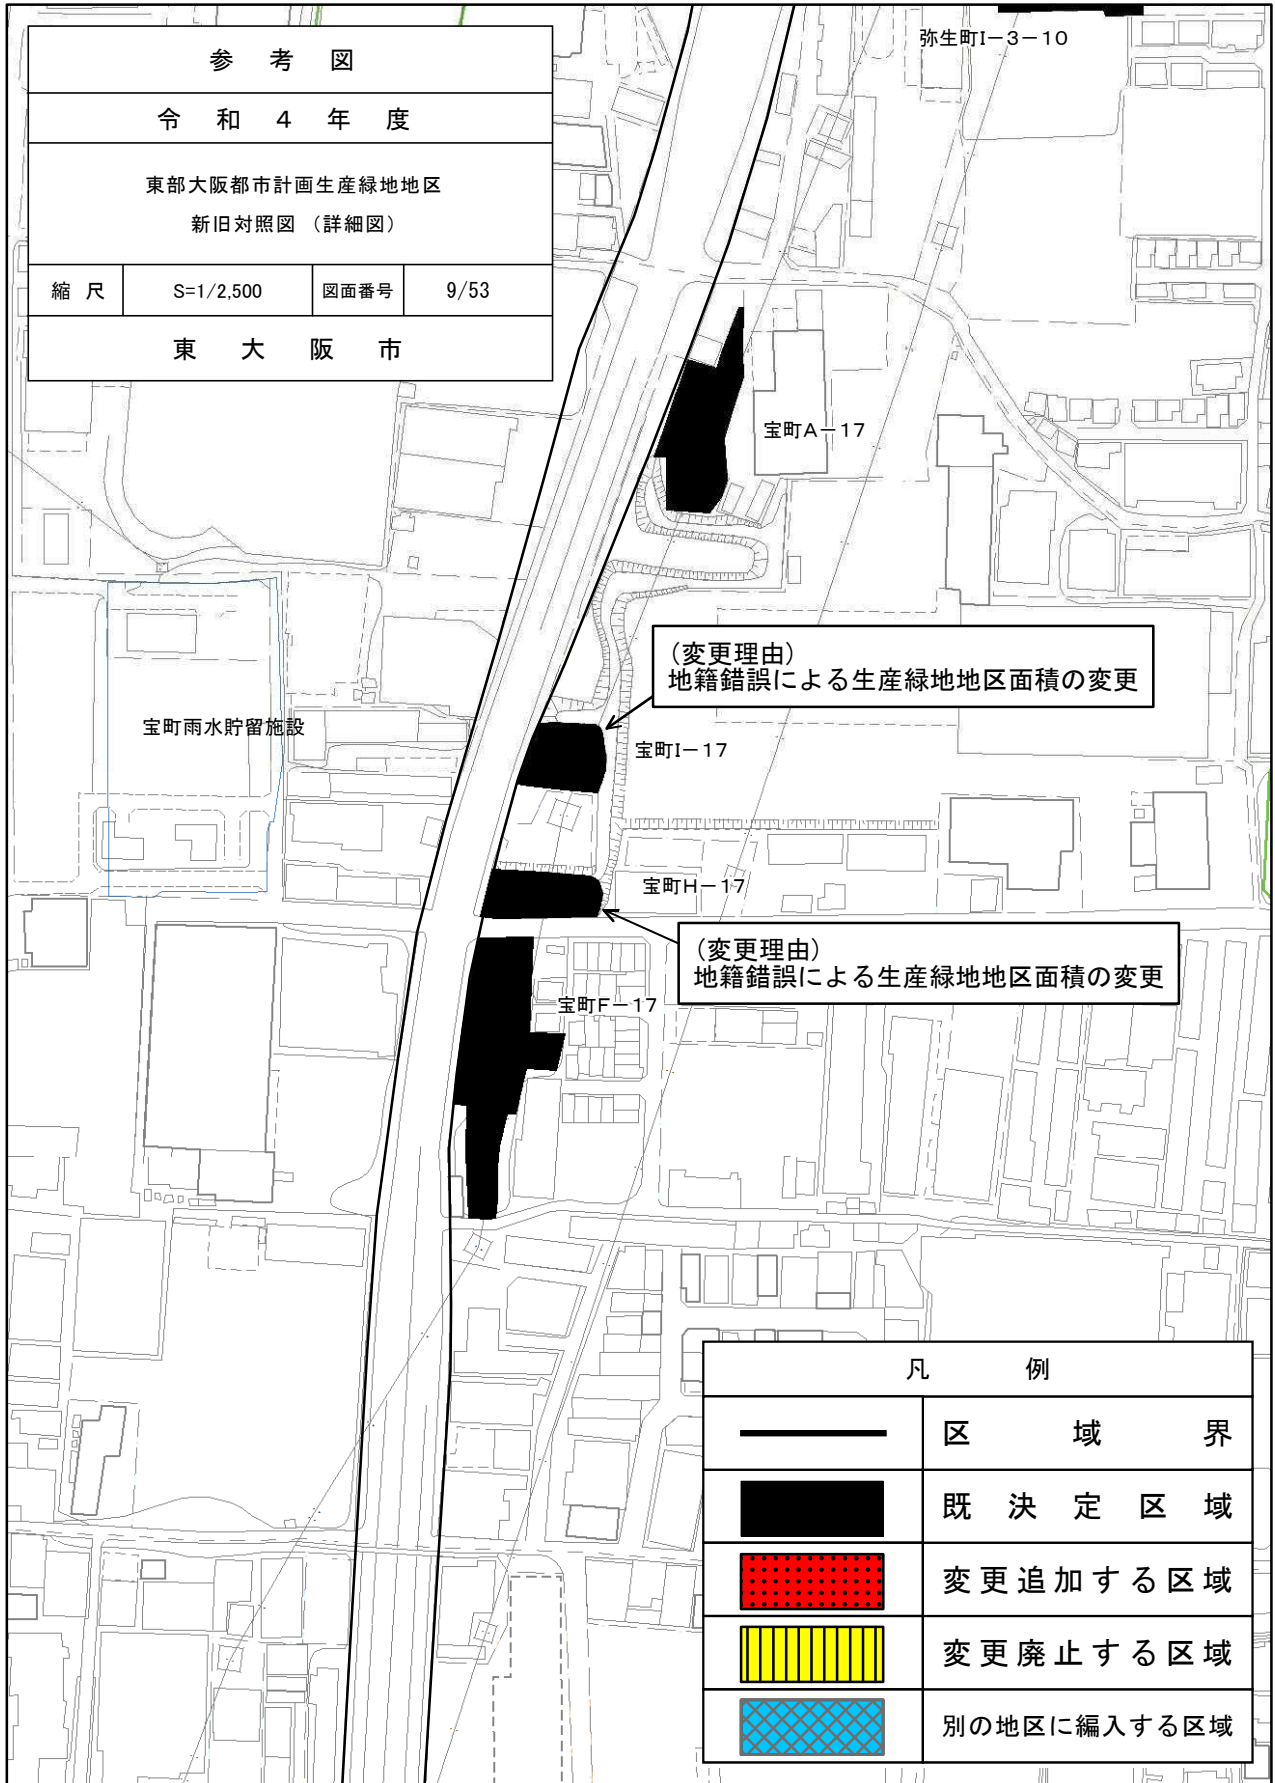 参考図
令和4年度
東部大阪都市計画生産緑地地区
新旧対照図（詳細図）
縮尺 S=1/2,500 図面番号 9/53
東大阪市
弥生町I－3－10
宝町A－17
(変更理由)
地籍錯誤による生産緑地地区面積の変更
宝町雨水貯留施設
宝町I－17
宝町H－17
(変更理由)
地籍錯誤による生産緑地地区面積の変更
宝町F－17
凡例
区域界
既決定区域
変更追加する区域
変更廃止する区域
別の地区に編入する区域